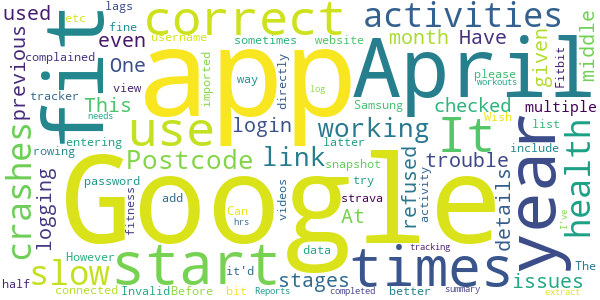 used
lags
etc
fine
username
complained
previous
tracker
view
even
One
This
fit
correct
sometimes
website
app
imported
way
directly
log
activities
month
Have
April
given
Fitbit
middle
please
workouts
Wish
Samsung
checked
multiple
list
include
crashes
logging
rowing
entering
needs
use
login
working
It
latter
Postcode
link
snapshot
trouble
refused
activity
year
health
I've
password
fitness
add
Can
hrs
videos
try
strava
At
Google
data
details
e
tracking
times
issues
The
half
slow
connected
However
Invalid
start
Before
bit
it'd
Reports
stages
completed
better
summary
extract